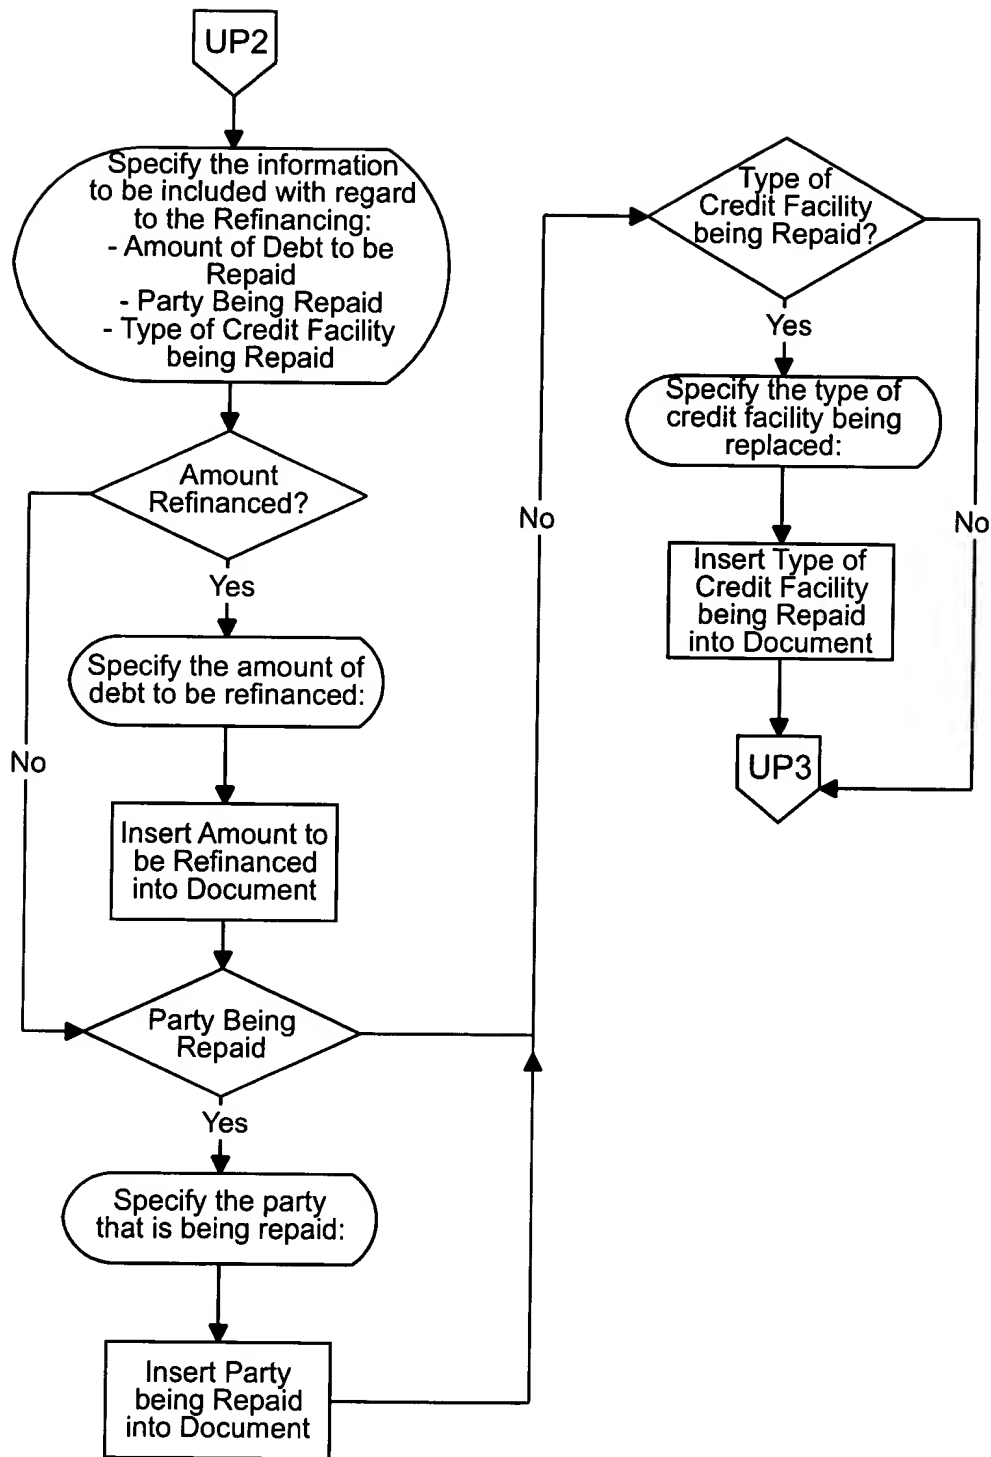 UP2
Specify the information
to be included with regard
to the Refinancing:
- Amount of Debt to be
Repaid
- Party Being Repaid
- Type of Credit Facility
being Repaid
Amount
Refinanced?
Yes
No
Specify the amount of
debt to be refinanced:
Insert Amount to
be Refinanced
into Document
Party Being
Repaid
Yes
Specify the party
that is being repaid:
Insert Party
being Repaid
into Document
No
Type of
Credit Facility
being Repaid?
Yes
No
Specify the type of
credit facility being
replaced:
Insert Type of
Credit Facility
being Repaid
into Document
UP3